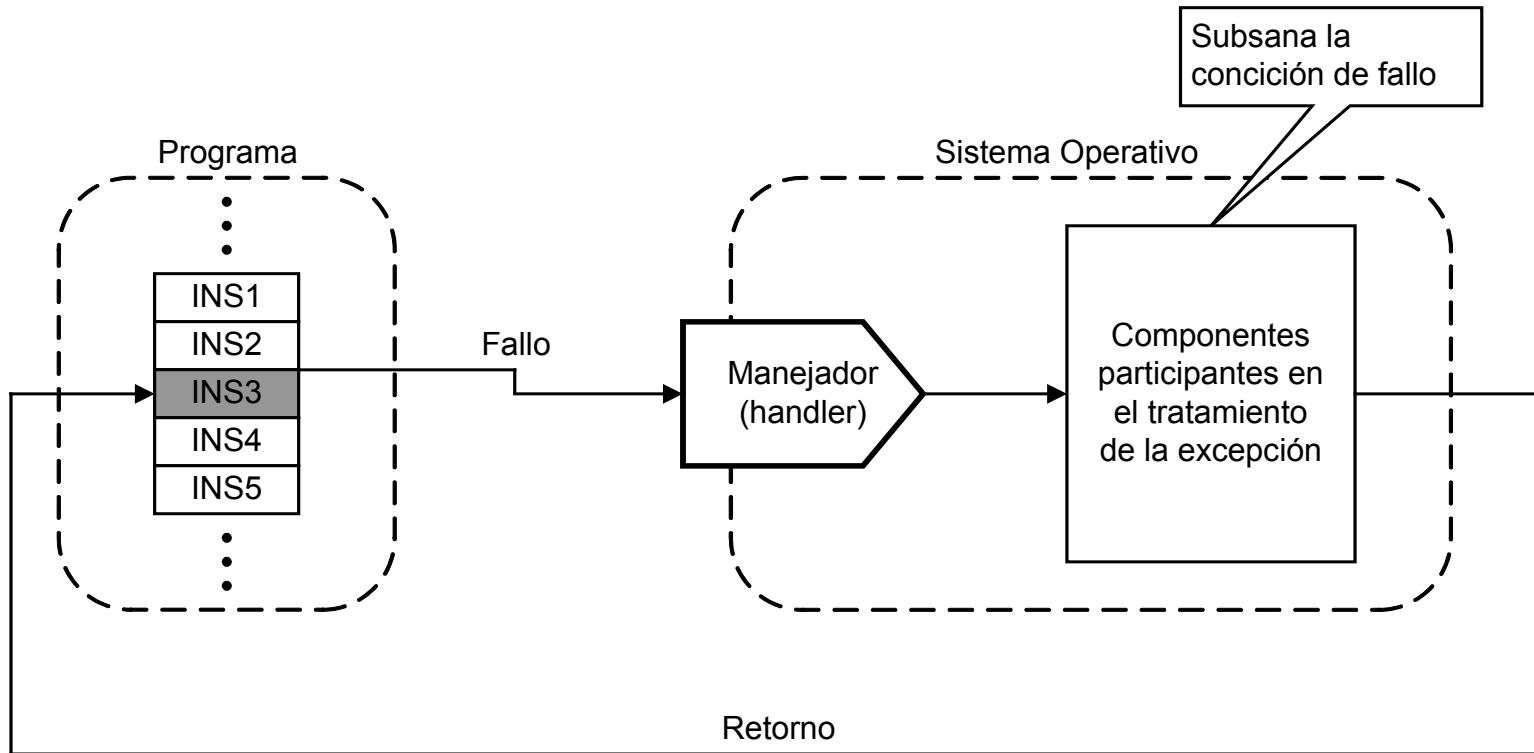 Subsana la
concición de fallo
Programa
Sistema Operativo
INS1
INS2
INS3
INS4
INS5
Fallo
Manejador
(handler)
Componentes
participantes en
el tratamiento
de la excepción
Retorno